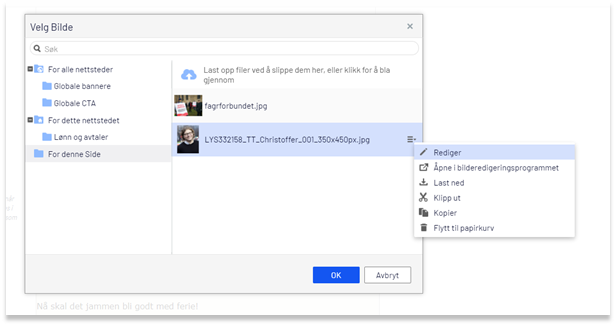 Velg Bilde
Søk
For alle nettsteder
Globale bannere
Globale CTA
For dette nettstedet
Lønn og avtaler
For denne Side
Last opp filer ved å slippe dem her, eller klikk for å bla
gjennom
fagrforbundet.jpg
LYS332158_TT_Christoffer_001_350x450px.jpg
Rediger
Åpne i bilderedigeringsprogrammet
Last ned
Klipp ut
Kopier
Flytt til papirkurv
OK
Avbryt
Nå skal det jammen bli godt med ferie!